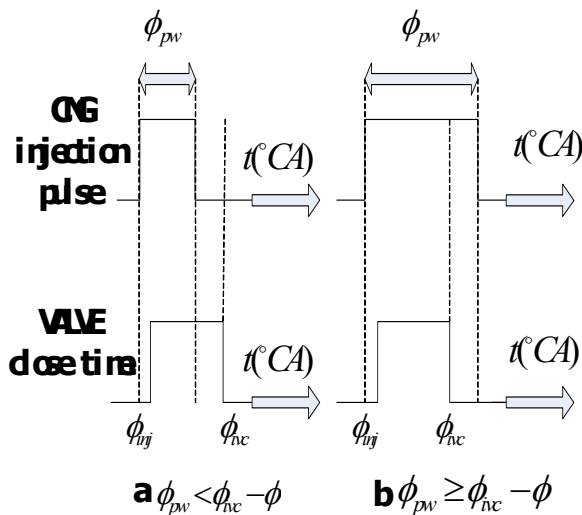 ϕpw ϕpw
CNG
injection
pulse
t(°CA) t(°CA)
VALVE
close time
t(°CA) t(°CA)
ϕinj ϕivc ϕinj ϕivc
a ϕpw < ϕivc − ϕ b ϕpw ≥ ϕivc − ϕ